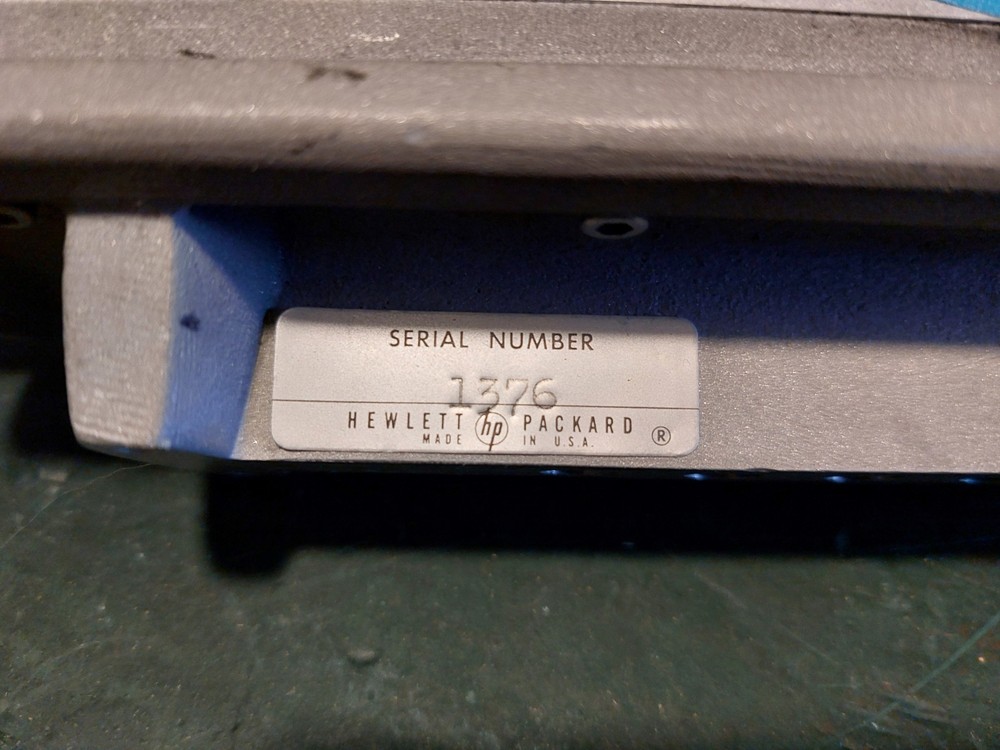 SERIAL NUMBER
1376
HEWLETT hp PACKARD
MADE IN U.S.A. ®